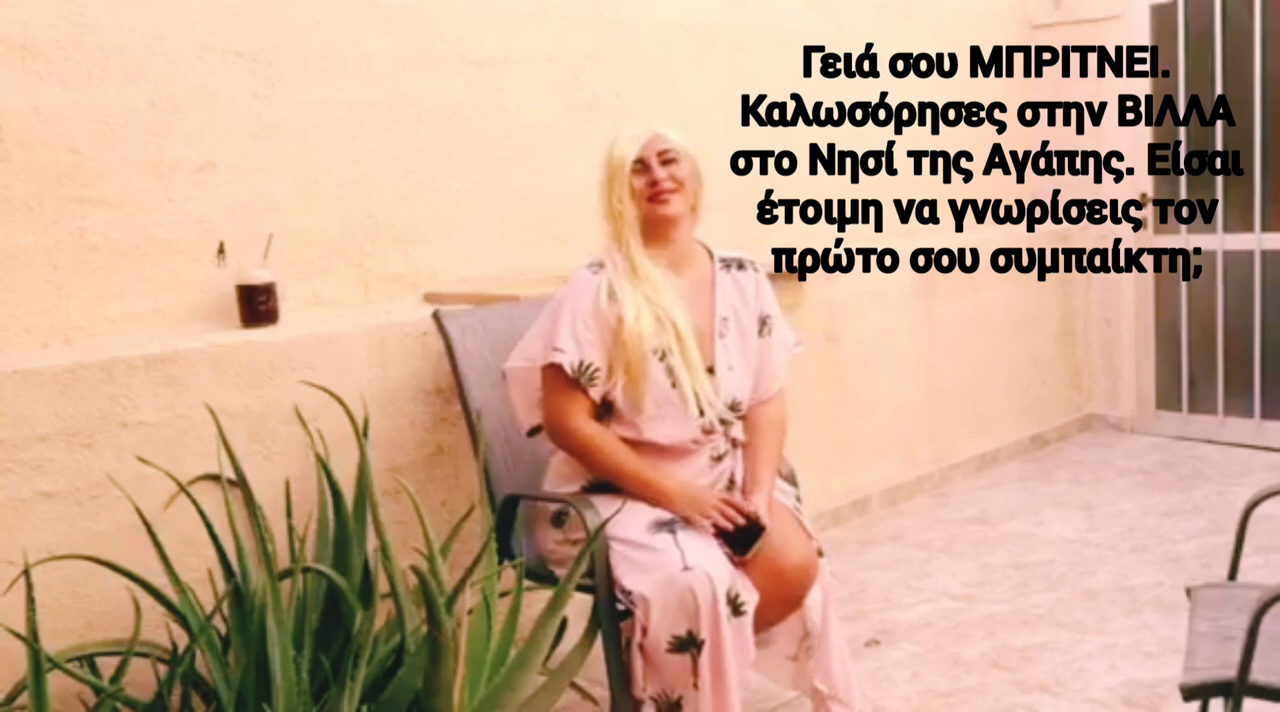 Γειά σου ΜΠΡΙΤΝΕΙ.
Καλωσόρησες στην ΒΙΛΛΑ
στο Νησί της Αγάπης. Είσαι
έτοιμη να γνωρίσεις τον
πρώτο σου συμπαίκτη;